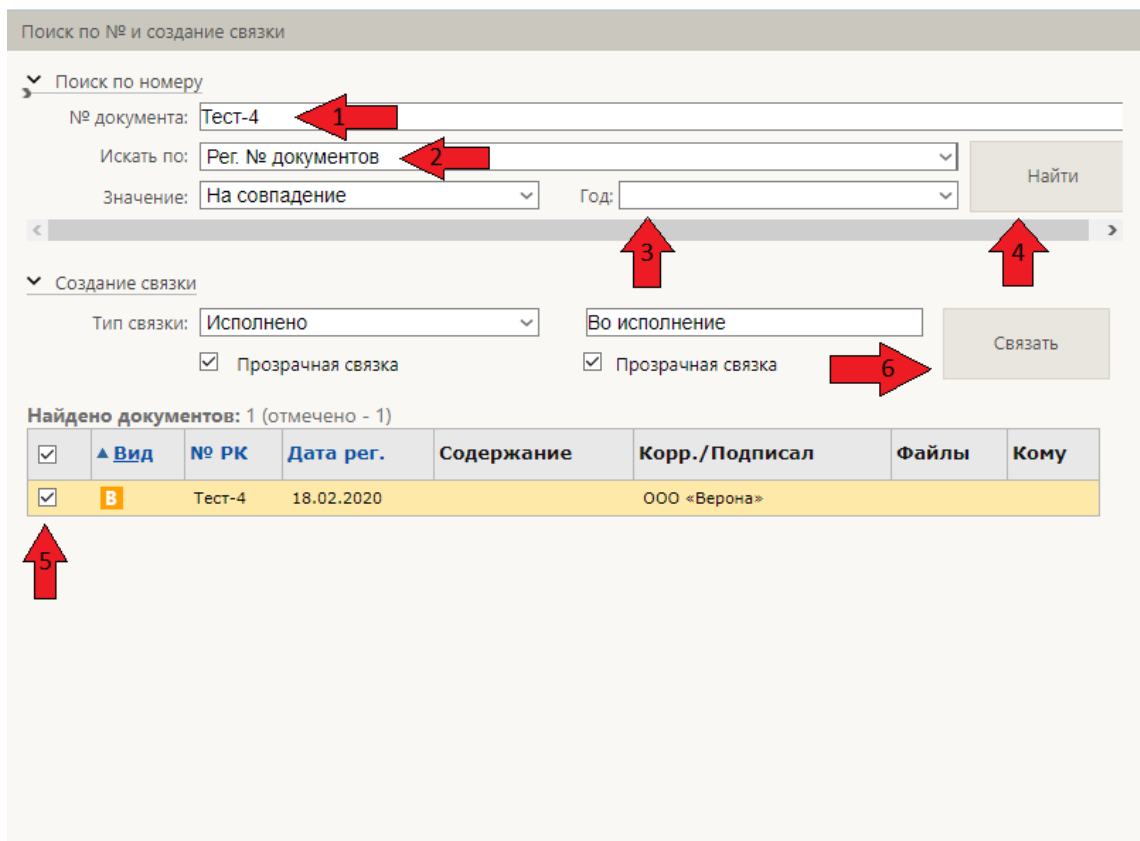 Поиск по № и создание связки
Поиск по номеру
№ документа: Тест-4 1
Искать по: Рег. № документов 2
Найти
Значение: На совпадение Год:
3 4
Создание связки
Тип связки: Исполнено Во исполнение
Связать
Прозрачная связка Прозрачная связка 6
Найдено документов: 1 (отмечено - 1)
Вид № РК Дата рег. Содержание Корр./Подписал Файлы Кому
В Тест-4 18.02.2020 ООО «Верона»
5